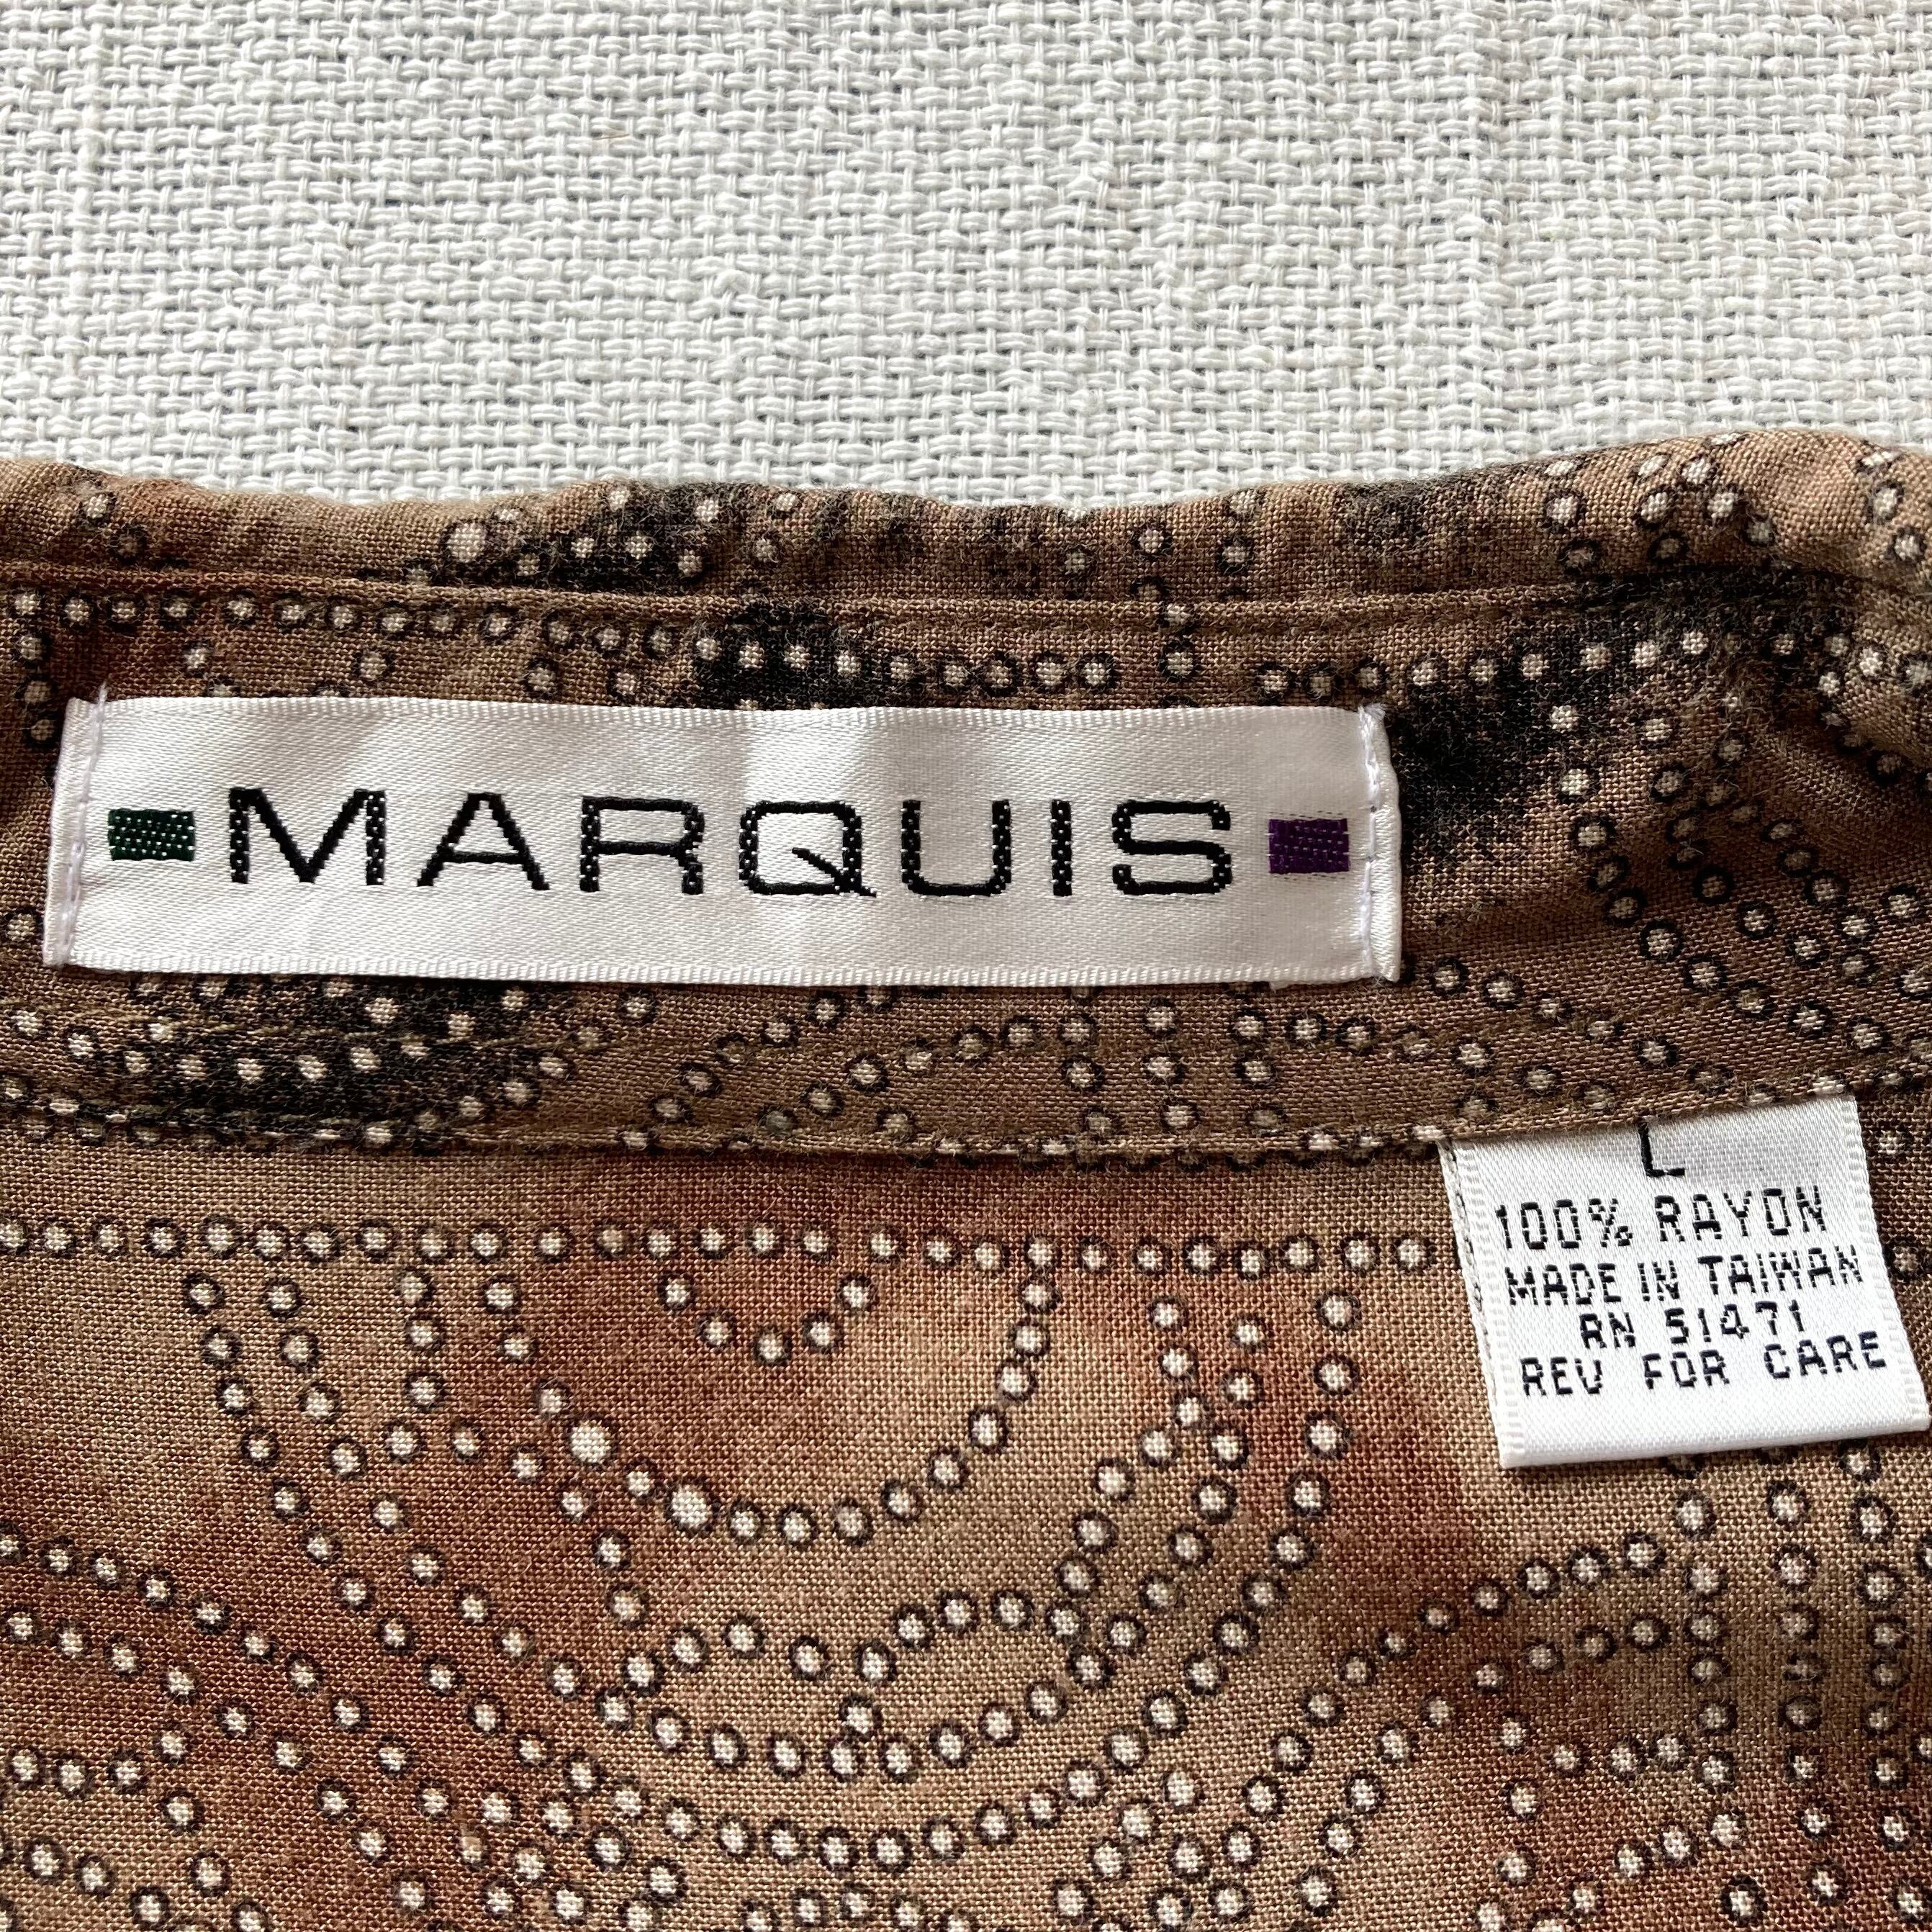 MARQUIS
L
100% RAYON
MADE IN TAIWAN
RN 51471
REV FOR CARE